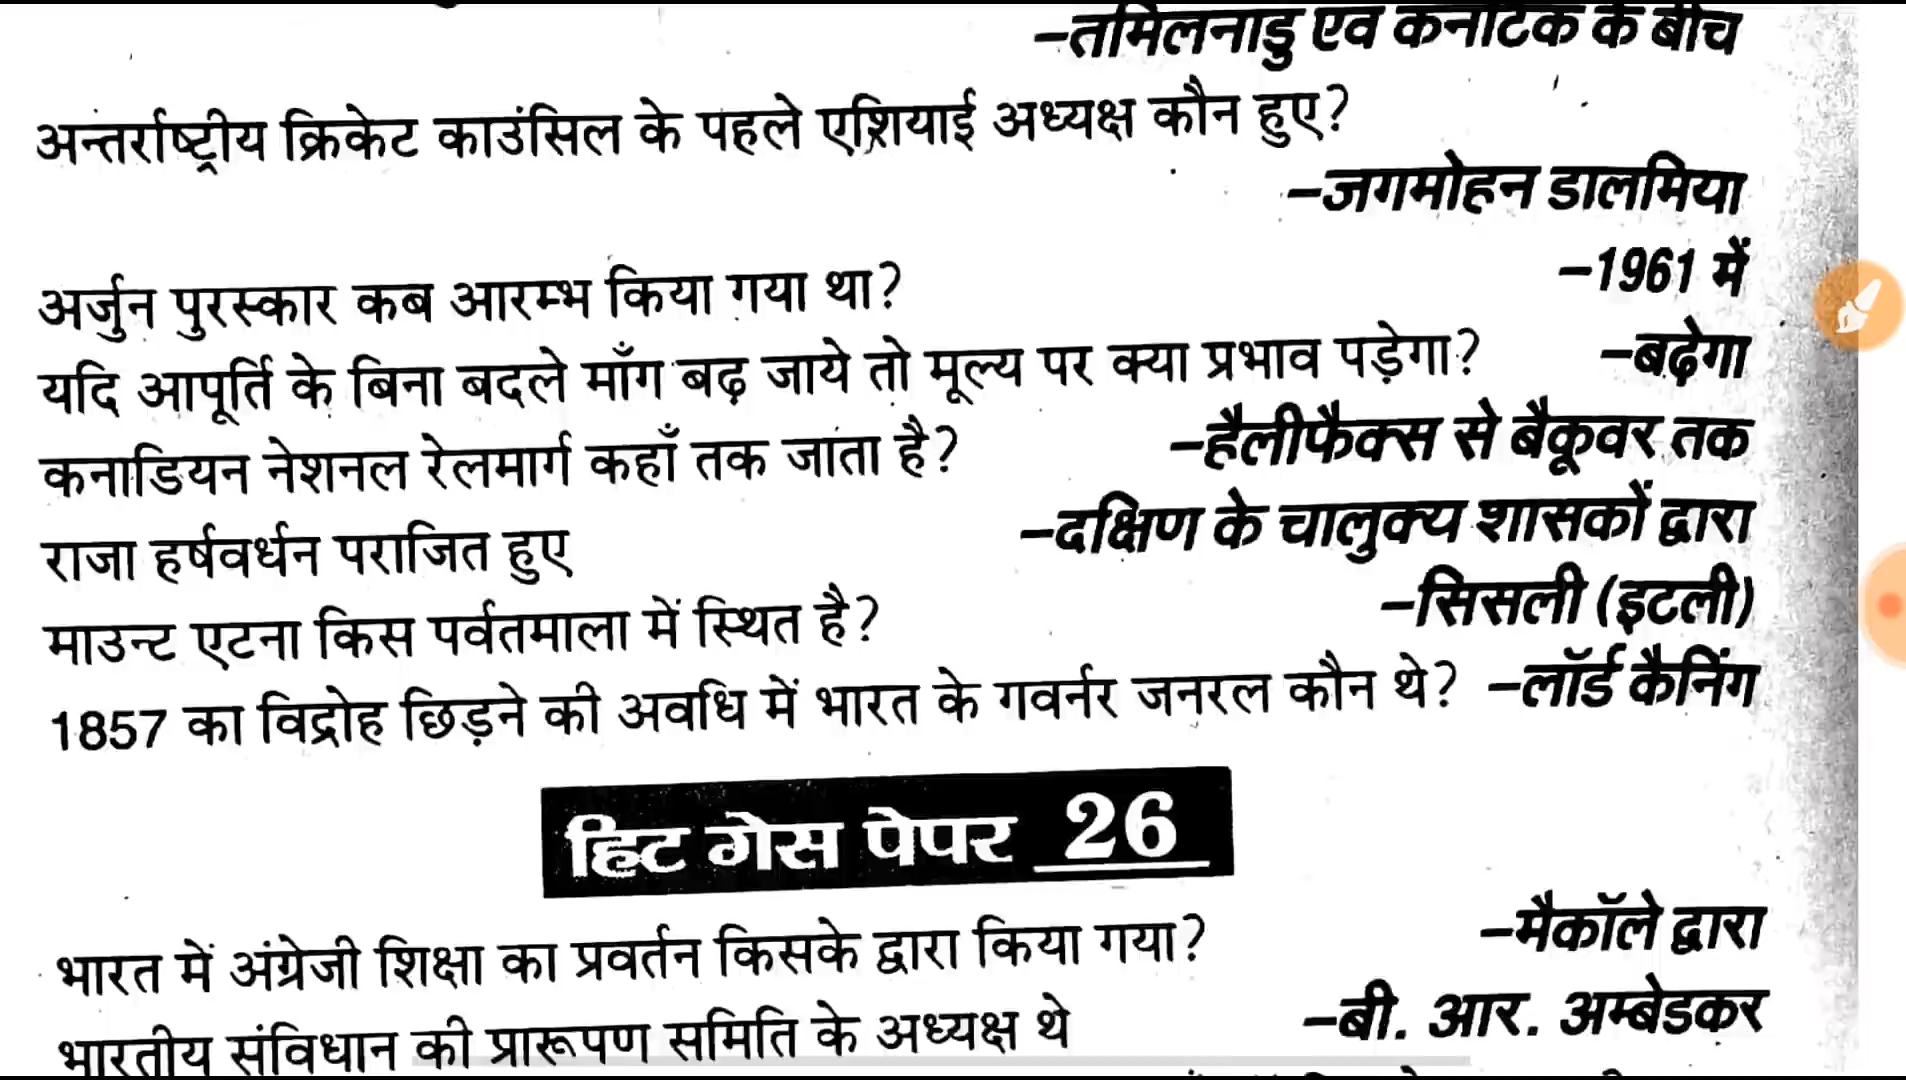 –तमिलनाडु एवं कर्नाटक के बीच
अन्तर्राष्ट्रीय क्रिकेट काउंसिल के पहले एशियाई अध्यक्ष कौन हुए?
–जगमोहन डालमिया
अर्जुन पुरस्कार कब आरम्भ किया गया था? –1961 में
यदि आपूर्ति के बिना बदले माँग बढ़ जाये तो मूल्य पर क्या प्रभाव पड़ेगा? –बढ़ेगा
कनाडियन नेशनल रेलमार्ग कहाँ तक जाता है? –हैलीफैक्स से बैकूवर तक
राजा हर्षवर्धन पराजित हुए –दक्षिण के चालुक्य शासकों द्वारा
माउन्ट एटना किस पर्वतमाला में स्थित है? –सिसली (इटली)
1857 का विद्रोह छिड़ने की अवधि में भारत के गवर्नर जनरल कौन थे? –लॉर्ड कैनिंग
हिट गेस पेपर 26
भारत में अंग्रेजी शिक्षा का प्रवर्तन किसके द्वारा किया गया? –मैकॉले द्वारा
भारतीय संविधान की प्रारूपण समिति के अध्यक्ष थे –बी. आर. अम्बेडकर